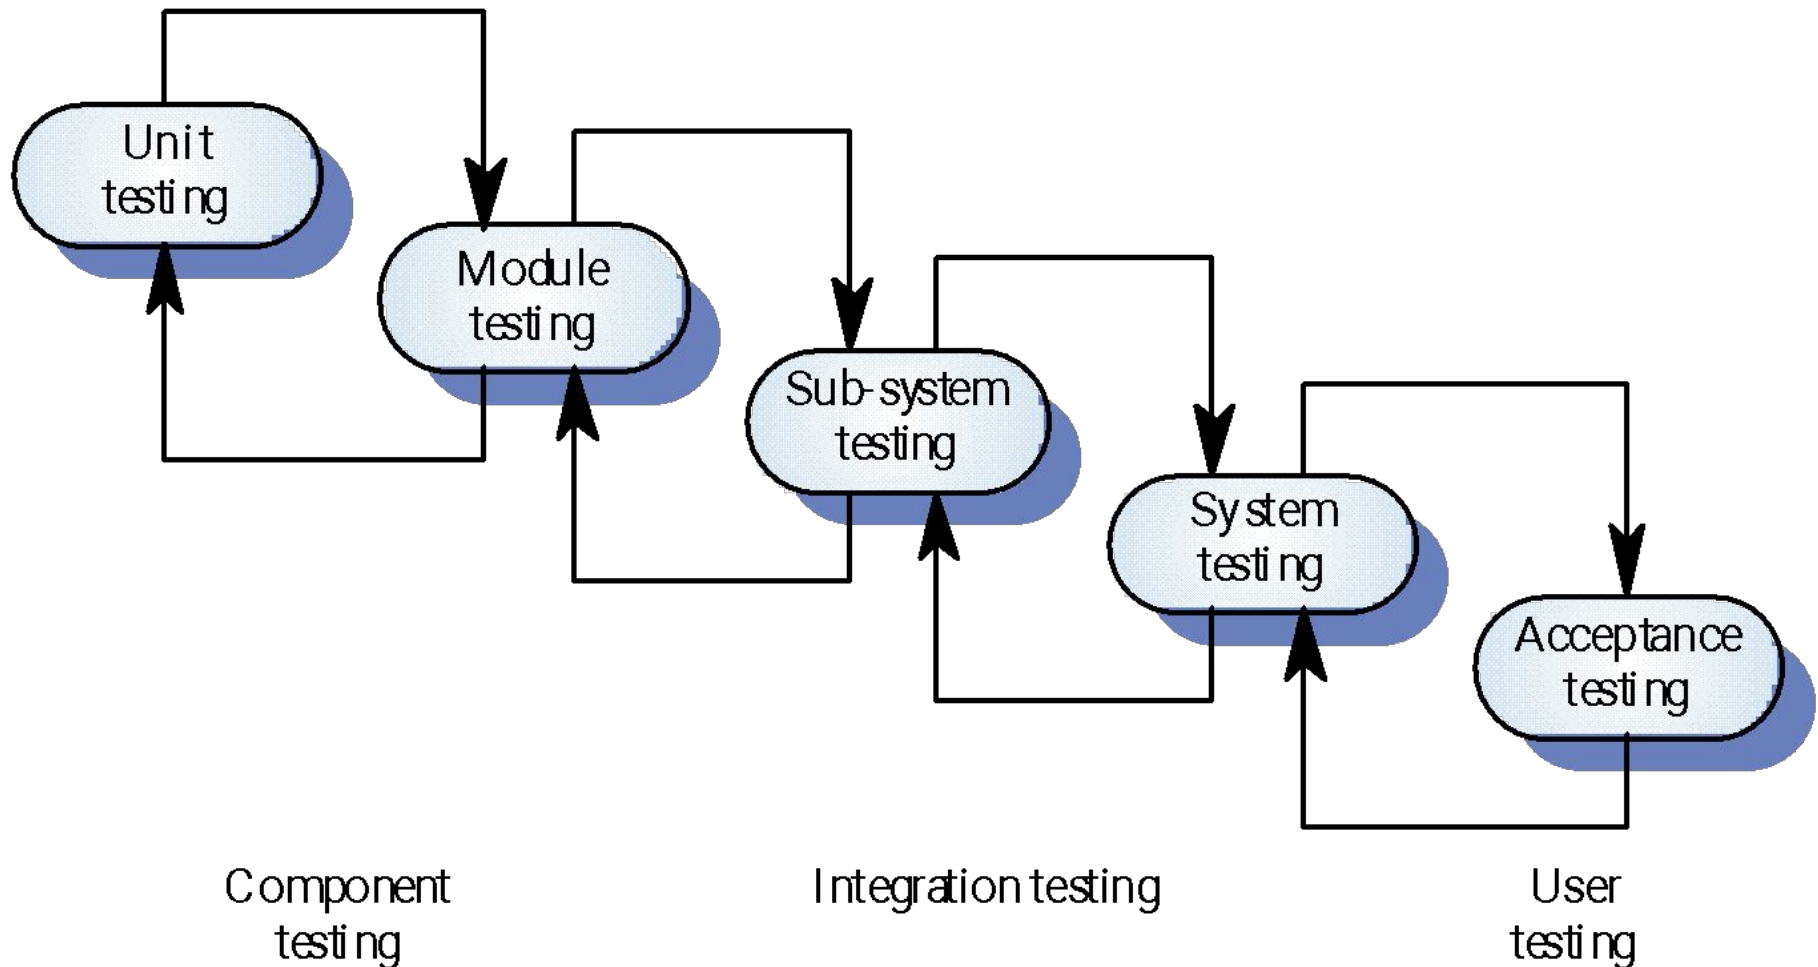 Unit
testing
Module
testing
Sub-system
testing
System
testing
Acceptance
testing
Component
testing
Integration testing
User
testing